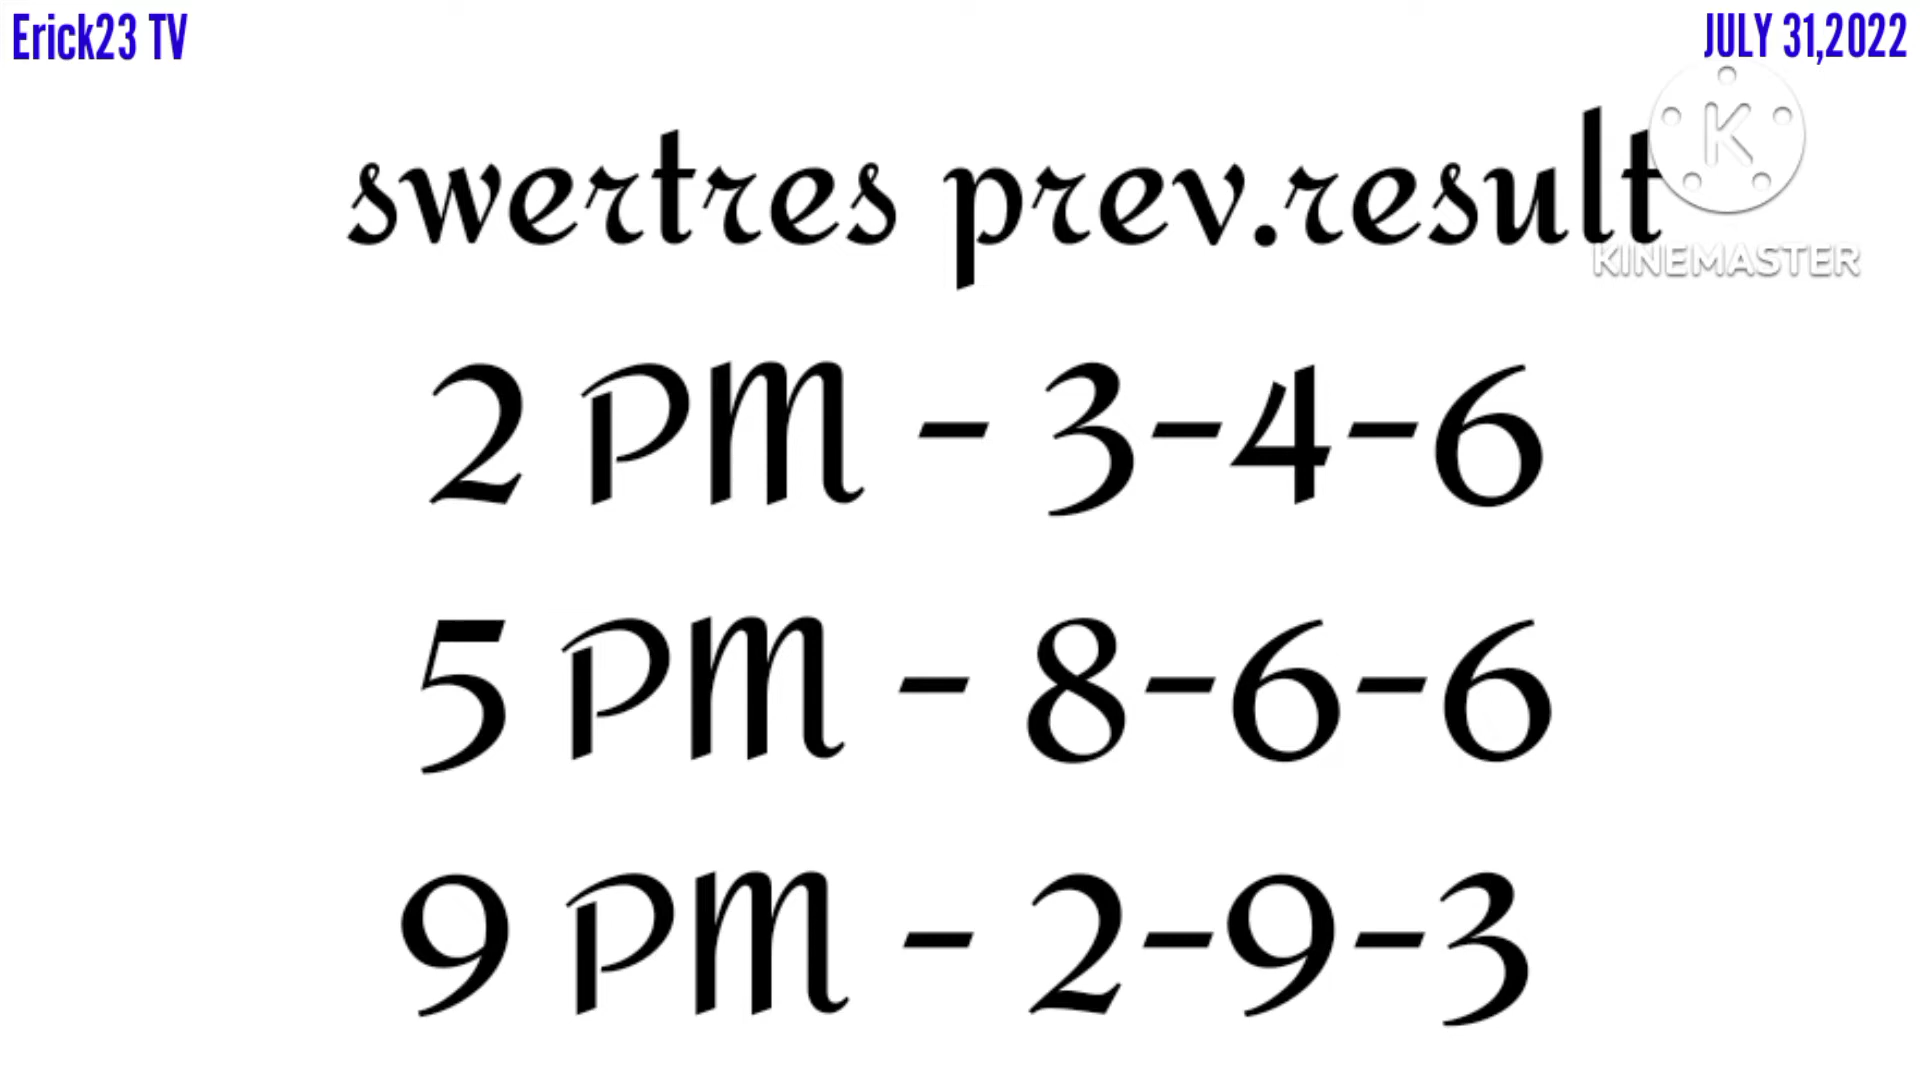 Erick23 TV
JULY 31,2022
swertres prev.result
K
KINEMASTER
2 PM - 3-4-6
5 PM - 8-6-6
9 PM - 2-9-3